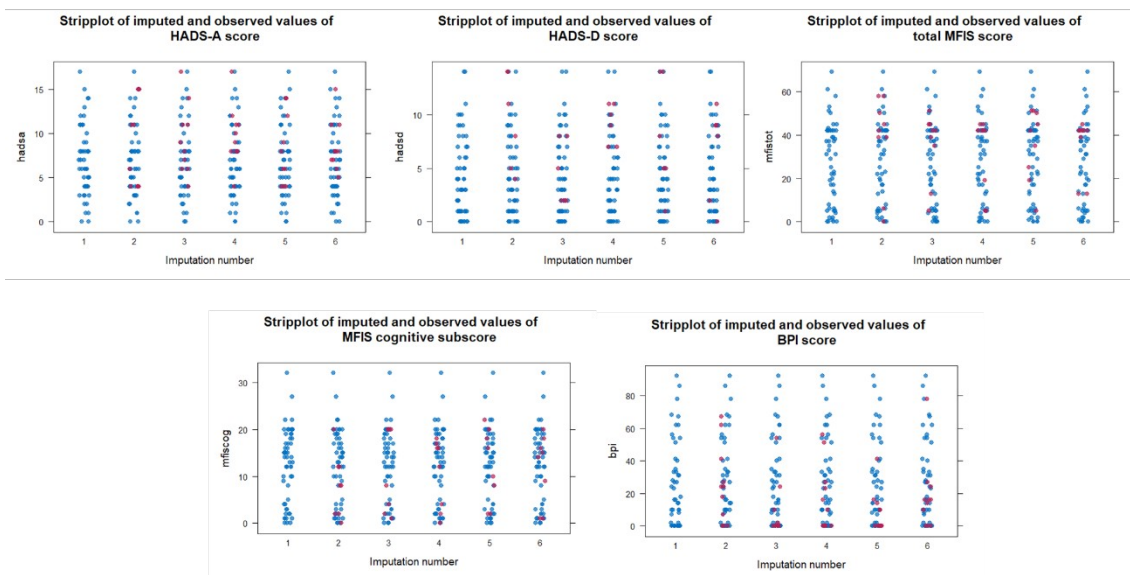 Stripplot of imputed and observed values of
HADS-A score
hadsa
15
10
5
0
1 2 3 4 5 6
Imputation number
Stripplot of imputed and observed values of
HADS-D score
hadsd
10
5
0
1 2 3 4 5 6
Imputation number
Stripplot of imputed and observed values of
total MFIS score
mfistot
60
40
20
0
1 2 3 4 5 6
Imputation number
Stripplot of imputed and observed values of
MFIS cognitive subscore
mfiscog
30
20
10
0
1 2 3 4 5 6
Imputation number
Stripplot of imputed and observed values of
BPI score
bpi
80
60
40
20
0
1 2 3 4 5 6
Imputation number